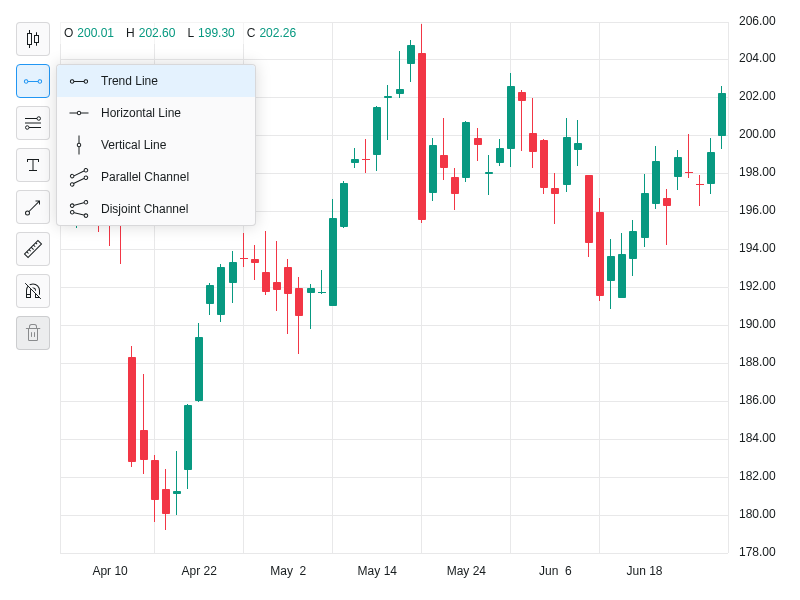 O 200.01 H 202.60 L 199.30 C 202.26
Trend Line
Horizontal Line
Vertical Line
Parallel Channel
Disjoint Channel
T
206.00
204.00
202.00
200.00
198.00
196.00
194.00
192.00
190.00
188.00
186.00
184.00
182.00
180.00
178.00
Apr 10 Apr 22 May 2 May 14 May 24 Jun 6 Jun 18